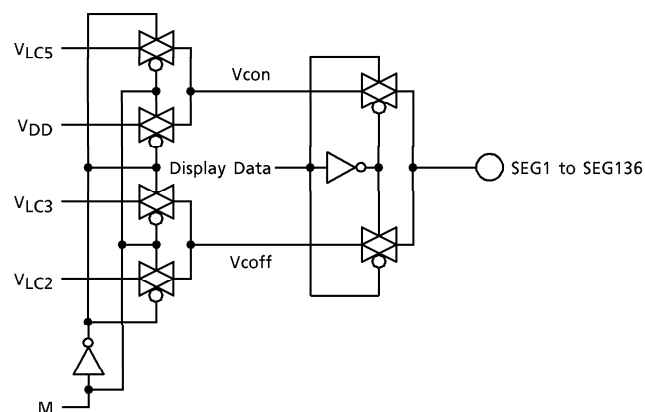 VLC5
Vcon
VDD
Display Data
SEG1 to SEG136
VLC3
Vcoff
VLC2
M